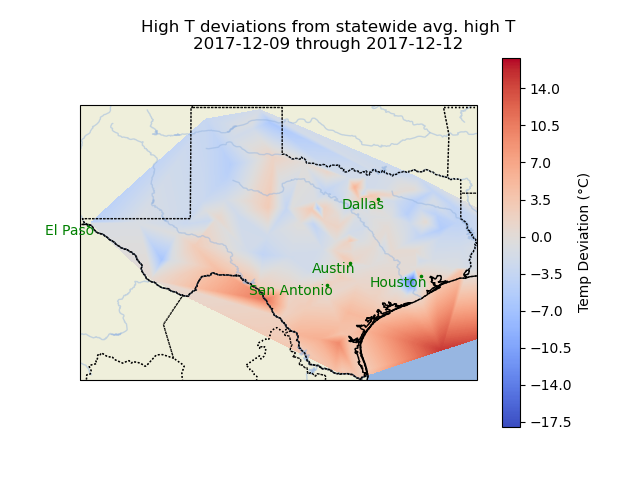 High T deviations from statewide avg. high T
2017-12-09 through 2017-12-12
14.0
10.5
7.0
3.5
0.0
−3.5
−7.0
−10.5
−14.0
−17.5
Temp Deviation (°C)
Dallas
El Paso
Austin
San Antonio
Houston